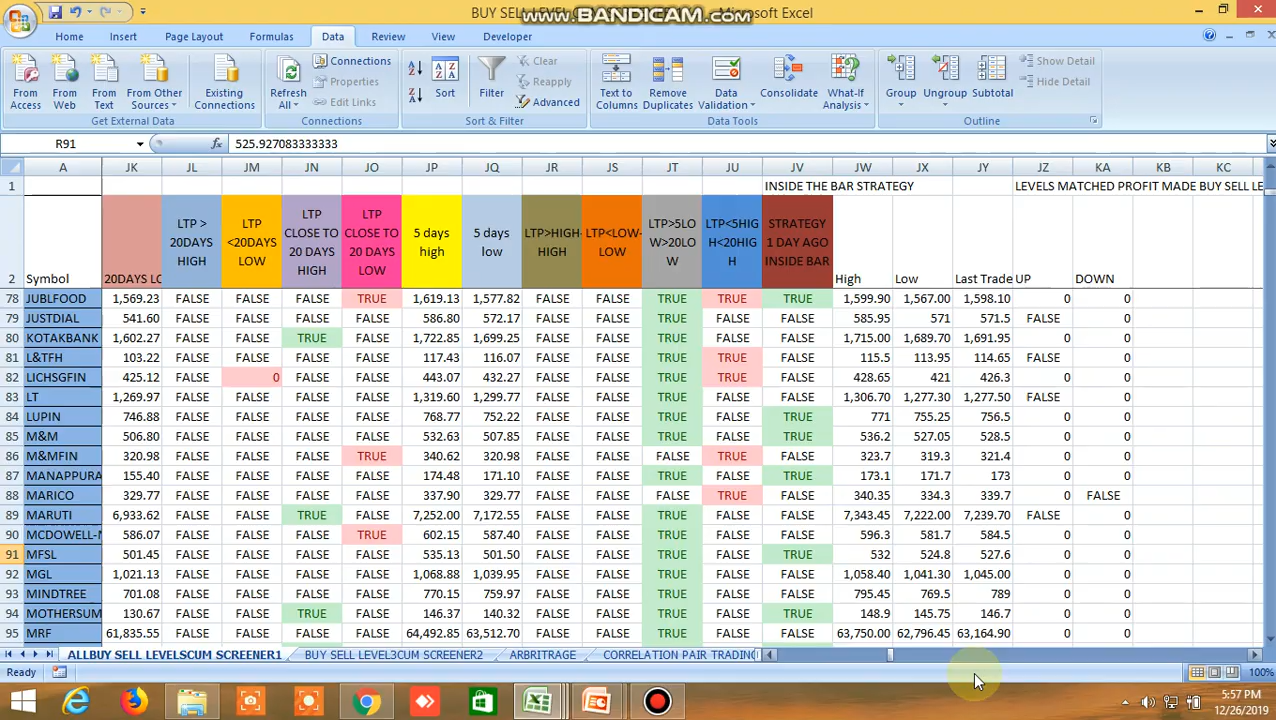 BUY SELL LEVEL
www.BANDICAM.com
Microsoft Excel
Home Insert Page Layout Formulas Data Review View Developer
From Access
From Web
From Text
From Other Sources
Existing Connections
Get External Data
Refresh All
Connections
Properties
Edit Links
Connections
Sort
Filter
Clear
Reapply
Advanced
Sort & Filter
Text to Columns
Remove Duplicates
Data Validation
Consolidate
What-If Analysis
Data Tools
Group
Ungroup
Subtotal
Show Detail
Hide Detail
Outline
R91 fx 525.927083333333
A JK JL JM JN JO JP JQ JR JS JT JU JV JW JX JY JZ KA KB KC KD
1 INSIDE THE BAR STRATEGY LEVELS MATCHED PROFIT MADE BUY SELL LE
2 Symbol
20DAYS LO
LTP > 20DAYS HIGH
LTP <20DAYS LOW
LTP CLOSE TO 20 DAYS HIGH
LTP CLOSE TO 20 DAYS LOW
5 days high
5 days low
LTP>HIGH-HIGH
LTP<LOW-LOW
LTP>5LOW>20LOW
LTP<5HIGH<20HIGH
STRATEGY 1 DAY AGO INSIDE BAR
High Low Last Trade UP DOWN
78 JUBLFOOD 1,569.23 FALSE FALSE FALSE TRUE 1,619.13 1,577.82 FALSE FALSE TRUE TRUE TRUE 1,599.90 1,567.00 1,598.10 0 0
79 JUSTDIAL 541.60 FALSE FALSE FALSE FALSE 586.80 572.17 FALSE FALSE TRUE FALSE FALSE 585.95 571 571.5 FALSE 0
80 KOTAKBANK 1,602.27 FALSE FALSE TRUE FALSE 1,722.85 1,699.25 FALSE FALSE TRUE FALSE FALSE 1,715.00 1,689.70 1,691.95 0 0
81 L&TFH 103.22 FALSE FALSE FALSE FALSE 117.43 116.07 FALSE FALSE TRUE TRUE FALSE 115.5 113.95 114.65 FALSE 0
82 LICHSGFIN 425.12 FALSE 0 FALSE FALSE 443.07 432.27 FALSE FALSE TRUE TRUE FALSE 428.65 421 426.3 0 0
83 LT 1,269.97 FALSE FALSE FALSE FALSE 1,319.60 1,299.77 FALSE FALSE TRUE FALSE FALSE 1,306.70 1,277.30 1,277.50 FALSE 0
84 LUPIN 746.88 FALSE FALSE FALSE FALSE 768.77 752.22 FALSE FALSE TRUE FALSE TRUE 771 755.25 756.5 0 0
85 M&M 506.80 FALSE FALSE FALSE FALSE 532.63 507.85 FALSE FALSE TRUE FALSE TRUE 536.2 527.05 528.5 0 0
86 M&MFIN 320.98 FALSE FALSE FALSE TRUE 340.62 320.98 FALSE FALSE FALSE TRUE FALSE 323.7 319.3 321.4 0 0
87 MANAPPURA 155.40 FALSE FALSE FALSE FALSE 174.48 171.10 FALSE FALSE TRUE FALSE TRUE 173.1 171.7 173 0 0
88 MARICO 329.77 FALSE FALSE FALSE FALSE 337.90 329.77 FALSE FALSE FALSE TRUE FALSE 340.35 334.3 339.7 0 FALSE
89 MARUTI 6,933.62 FALSE FALSE TRUE FALSE 7,252.00 7,172.55 FALSE FALSE TRUE FALSE FALSE 7,343.45 7,222.00 7,239.70 FALSE 0
90 MCDOWELL-N 586.07 FALSE FALSE FALSE TRUE 602.15 587.40 FALSE FALSE TRUE FALSE FALSE 596.3 581.7 584.5 0 0
91 MFSL 501.45 FALSE FALSE FALSE FALSE 535.13 501.50 FALSE FALSE TRUE FALSE TRUE 532 524.8 527.6 0 0
92 MGL 1,021.13 FALSE FALSE FALSE FALSE 1,068.88 1,039.95 FALSE FALSE TRUE FALSE FALSE 1,058.40 1,041.30 1,045.00 0 0
93 MINDTREE 701.08 FALSE FALSE FALSE FALSE 770.15 759.97 FALSE FALSE TRUE FALSE FALSE 795.45 769.5 789 0 0
94 MOTHERSUM 130.67 FALSE FALSE TRUE FALSE 146.37 140.32 FALSE FALSE TRUE FALSE TRUE 148.9 145.75 146.7 0 0
95 MRF 61,835.55 FALSE FALSE FALSE FALSE 64,492.85 63,512.70 FALSE FALSE TRUE FALSE FALSE 63,750.00 62,796.45 63,164.90 0 0
ALLBUY SELL LEVELSCUM SCREENER1 BUY SELL LEVEL3CUM SCREENER2 ARBRITRAGE CORRELATION PAIR TRADING
Ready 100%
5:57 PM
12/26/2019